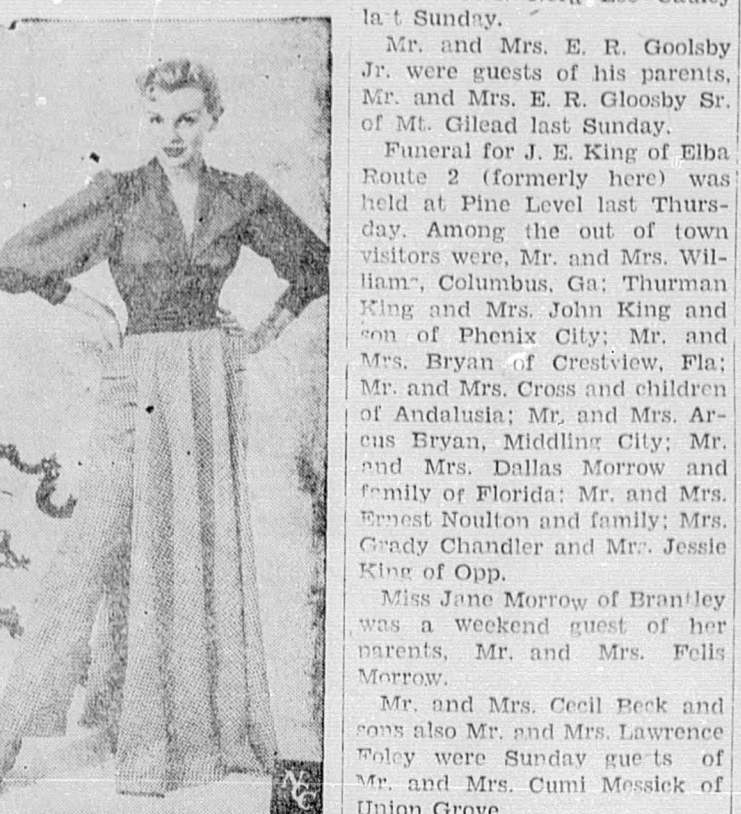 la t Sunday.
Mr. and Mrs. E. R. Goolsby
Jr. were guests of his parents,
Mr. and Mrs. E. R. Gloosby Sr.
of Mt. Gilead last Sunday.
Funeral for J. E. King of Elba
Route 2 (formerly here) was
held at Pine Level last Thurs-
day. Among the out of town
visitors were, Mr. and Mrs. Wil-
liams, Columbus, Ga; Thurman
King and Mrs. John King and
son of Phenix City; Mr. and
Mrs. Bryan of Crestview, Fla;
Mr. and Mrs. Cross and children
of Andalusia; Mr. and Mrs. Ar-
cus Bryan, Middling City; Mr.
and Mrs. Dallas Morrow and
family of Florida; Mr. and Mrs.
Ernest Noulton and family; Mrs.
Grady Chandler and Mrs. Jessie
King of Opp.
Miss Jane Morrow of Brantley
was a weekend guest of her
parents, Mr. and Mrs. Felis
Morrow.
Mr. and Mrs. Cecil Beck and
sons also Mr. and Mrs. Lawrence
Foley were Sunday gue ts of
Mr. and Mrs. Cumi Messick of
Union Grove
NCC